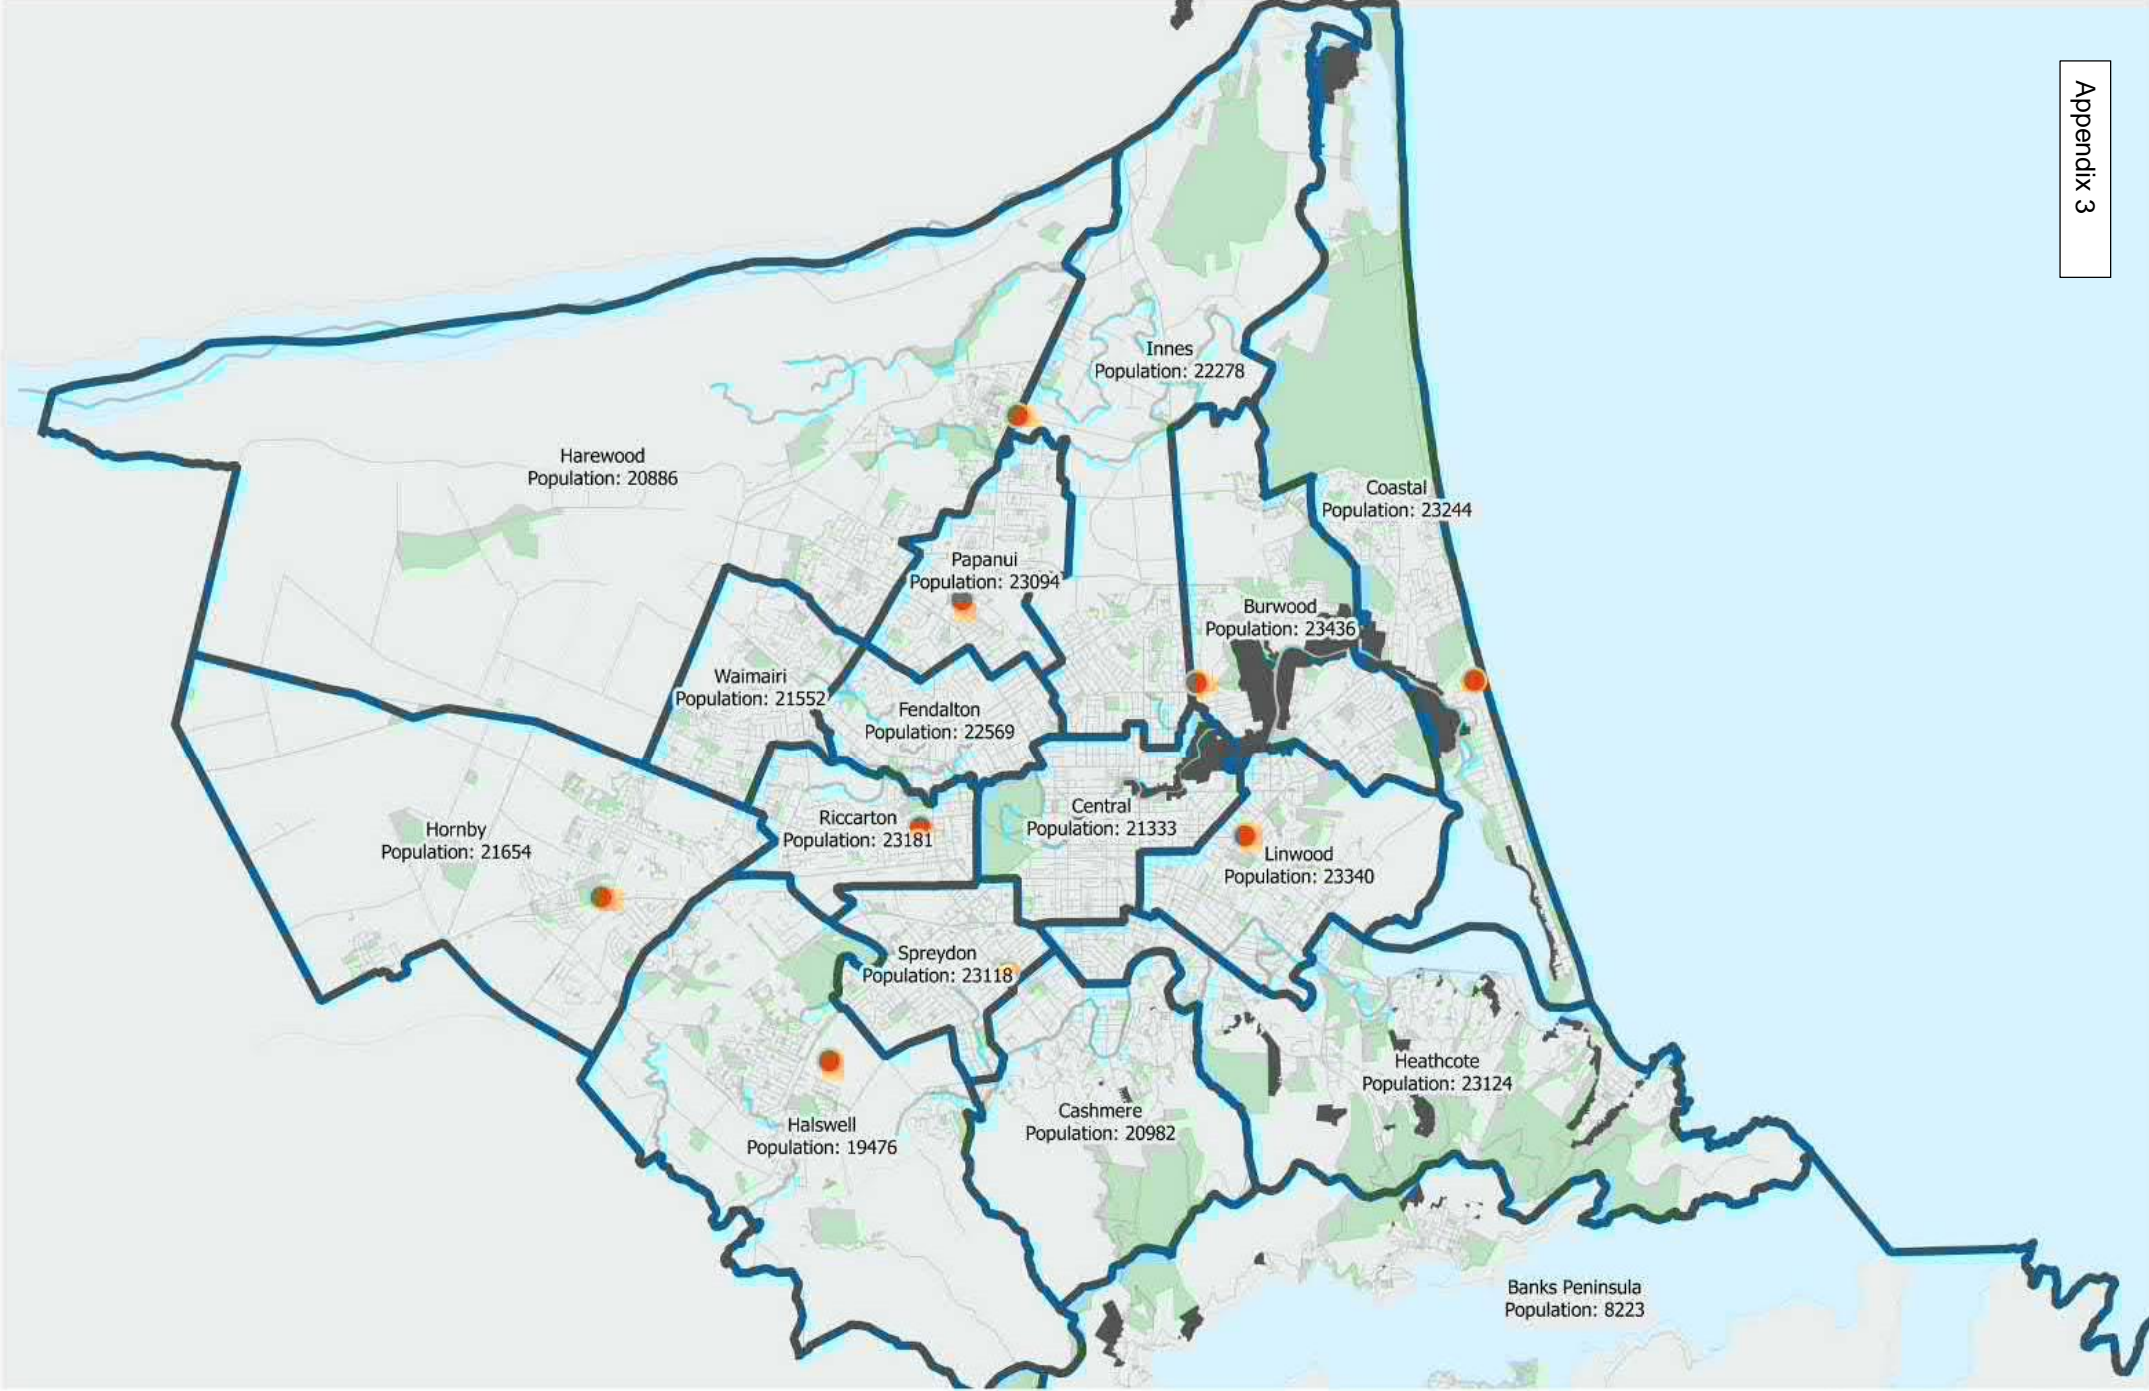 Appendix 3
Innes
Population: 22278
Harewood
Population: 20886
Coastal
Population: 23244
Papanui
Population: 23094
Burwood
Population: 23436
Waimairi
Population: 21552
Fendalton
Population: 22569
Central
Population: 21333
Riccarton
Population: 23181
Hornby
Population: 21654
Linwood
Population: 23340
Spreydon
Population: 23118
Heathcote
Population: 23124
Cashmere
Population: 20982
Halswell
Population: 19476
Banks Peninsula
Population: 8223